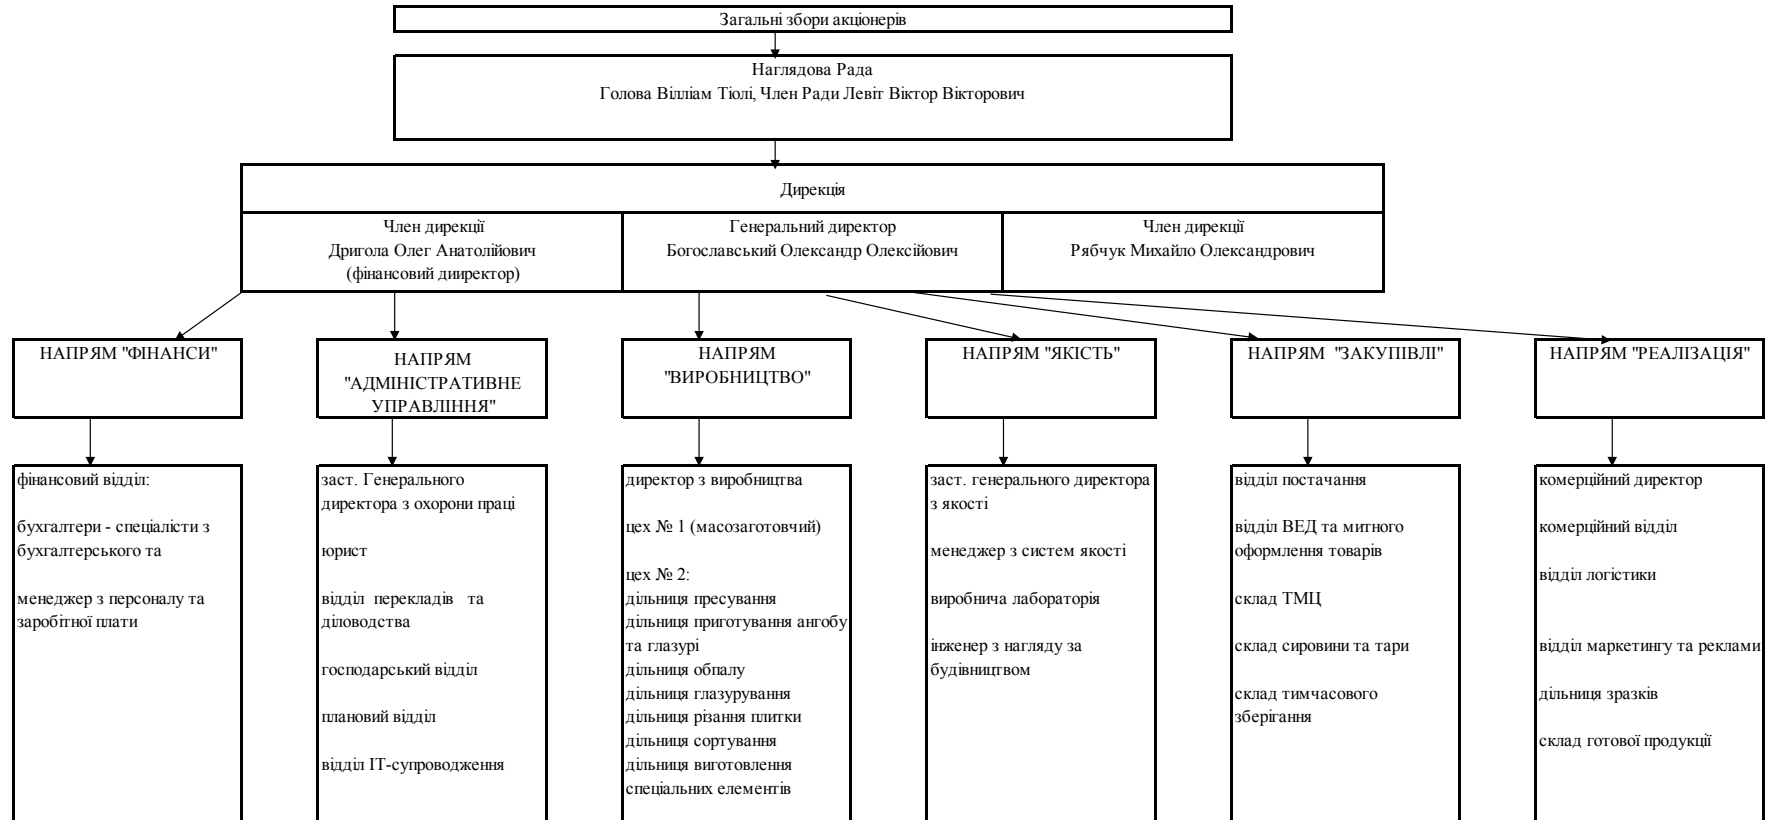 Загальні збори акціонерів
Наглядова Рада
Голова Вілліам Тіолі, Член Ради Левіт Віктор Вікторович
Дирекція
Член дирекції
Дригола Олег Анатолійович
(фінансовий диіректор)
Генеральний директор
Богославський Олександр Олексійович
Член дирекції
Рябчук Михайло Олександрович
НАПРЯМ "ФІНАНСИ"
НАПРЯМ
"АДМІНІСТРАТИВНЕ
УПРАВЛІННЯ"
НАПРЯМ
"ВИРОБНИЦТВО"
НАПРЯМ "ЯКІСТЬ"
НАПРЯМ "ЗАКУПІВЛІ"
НАПРЯМ "РЕАЛІЗАЦІЯ"
фінансовий відділ:
бухгалтери - спеціалісти з
бухгалтерського та
менеджер з персоналу та
заробітної плати
заст. Генерального
директора з охорони праці
юрист
відділ перекладів та
діловодства
господарський відділ
плановий відділ
відділ ІТ-супроводження
директор з виробництва
цех № 1 (масозаготовчий)
цех № 2:
дільниця пресування
дільниця приготування ангобу
та глазурі
дільниця обпалу
дільниця глазурування
дільниця різання плитки
дільниця сортування
дільниця виготовлення
спеціальних елементів
заст. генерального директора
з якості
менеджер з систем якості
виробнича лабораторія
інженер з нагляду за
будівництвом
відділ постачання
відділ ВЕД та митного
оформлення товарів
склад ТМЦ
склад сировини та тари
склад тимчасового
зберігання
комерційний директор
комерційний відділ
відділ логістики
відділ маркетингу та реклами
дільниця зразків
склад готової продукції